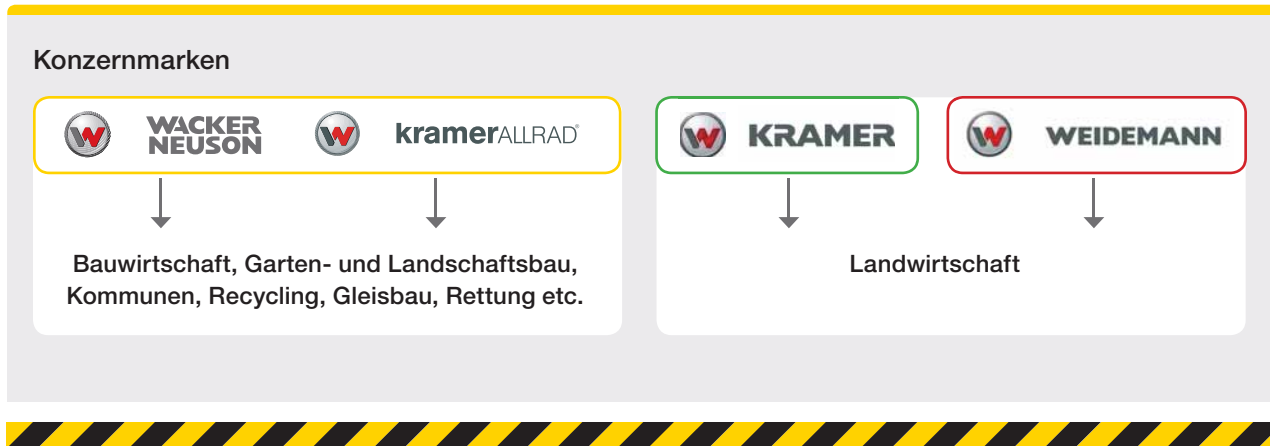 Konzernmarken
W WACKER NEUSON
W kramerALLRAD®
W KRAMER
W WEIDEMANN
Bauwirtschaft, Garten- und Landschaftsbau,
Kommunen, Recycling, Gleisbau, Rettung etc.
Landwirtschaft